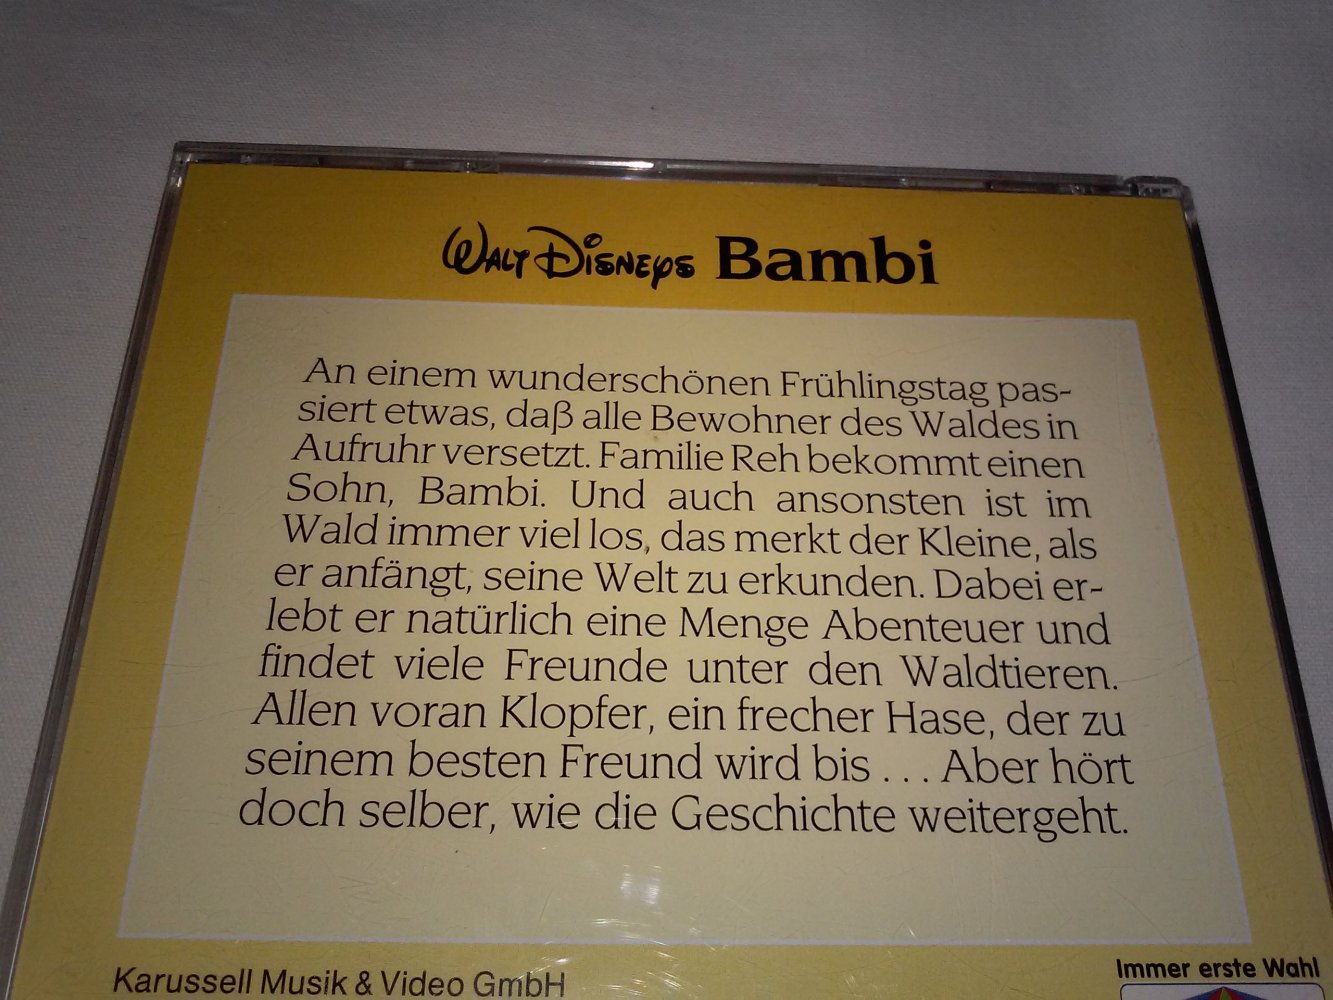 WALT DISNEYS Bambi
An einem wunderschönen Frühlingstag pas-
siert etwas, daß alle Bewohner des Waldes in
Aufruhr versetzt. Familie Reh bekommt einen
Sohn, Bambi. Und auch ansonsten ist im
Wald immer viel los, das merkt der Kleine, als
er anfängt, seine Welt zu erkunden. Dabei er-
lebt er natürlich eine Menge Abenteuer und
findet viele Freunde unter den Waldtieren.
Allen voran Klopfer, ein frecher Hase, der zu
seinem besten Freund wird bis ... Aber hört
doch selber, wie die Geschichte weitergeht.
Karussell Musik & Video GmbH
Immer erste Wahl